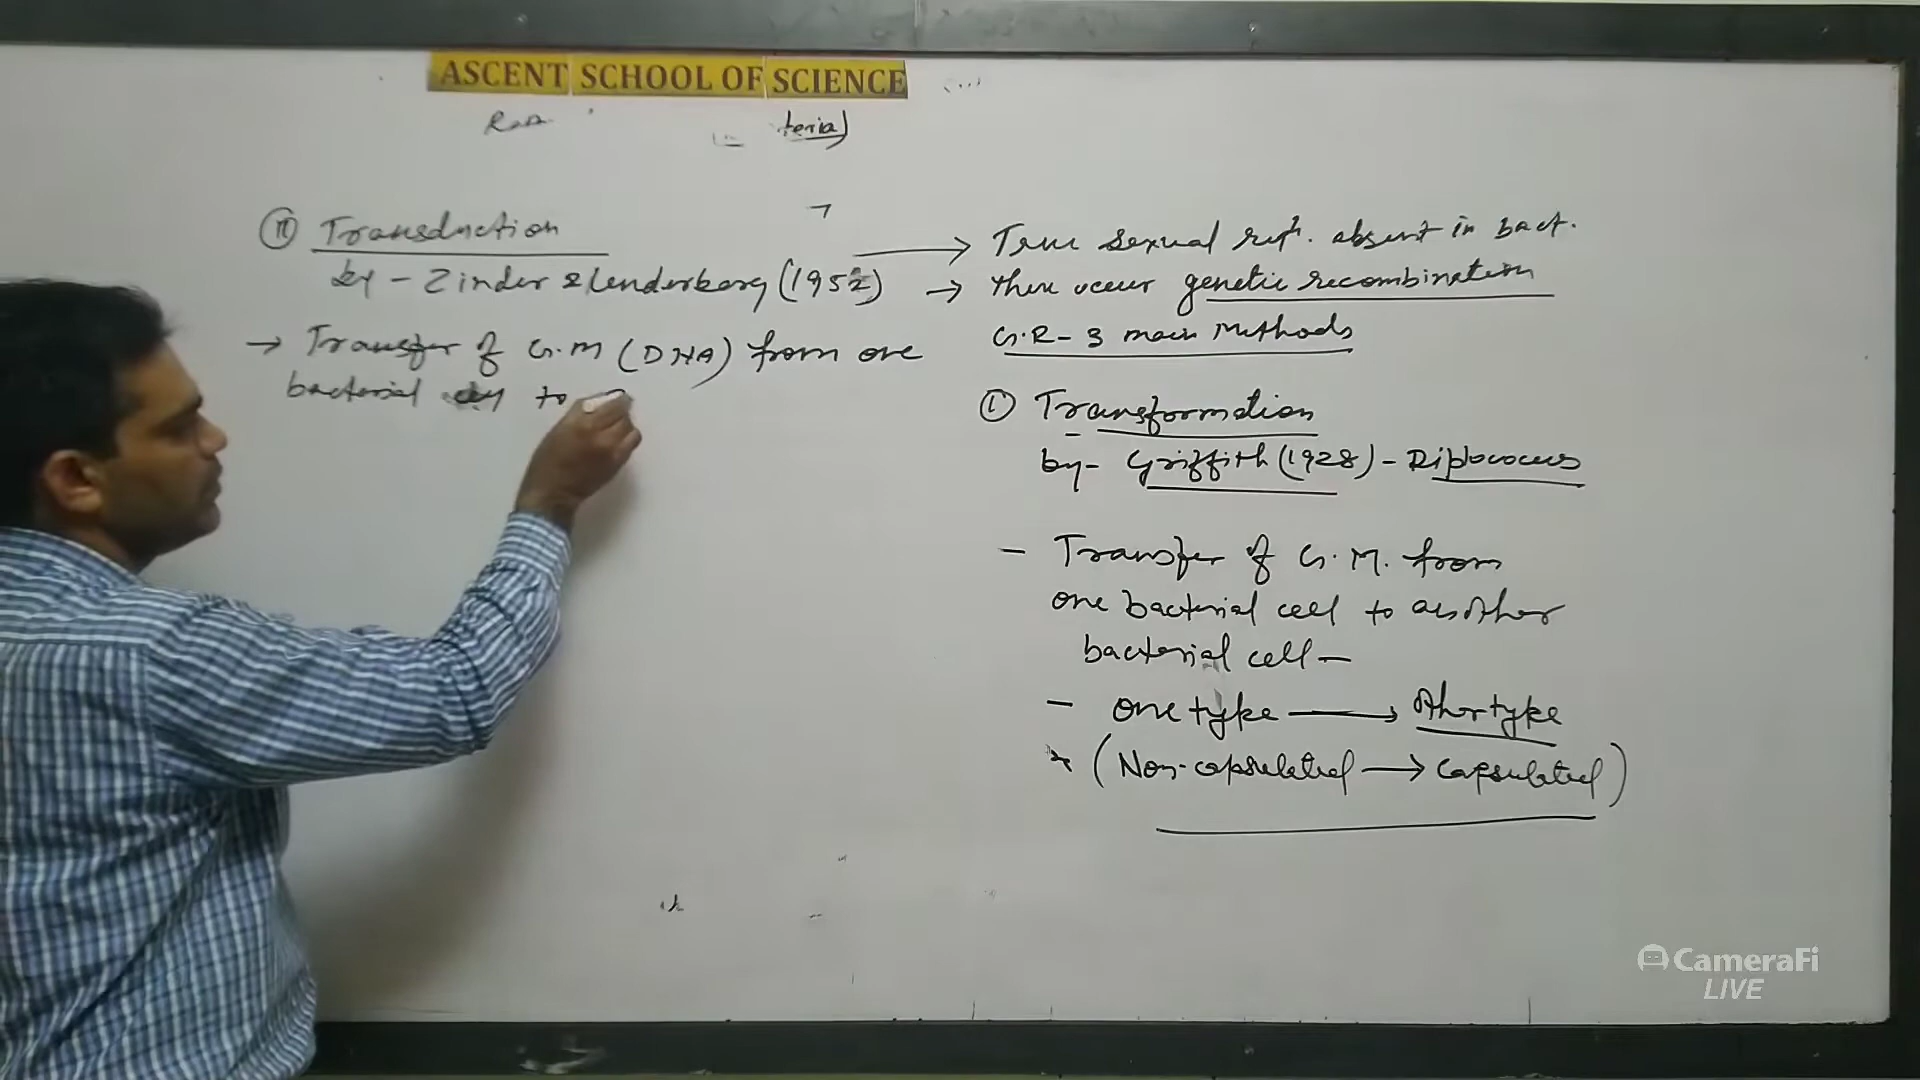 ASCENT SCHOOL OF SCIENCE
terial)
II Transduction
by - Zinder & Lenderberg (1952)
→ Transfer of G.M (DNA) from one
bacterial to
→ True sexual reph. absent in bact.
→ there occur genetic recombination
G.R - 3 main Methods
① Transformation
by - Griffith (1928) - Diplococcus
- Transfer of G.M. from
one bacterial cell to another
bacterial cell -
- One type → Other type
* (Non-capsulated → Capsulated)
CameraFi
LIVE